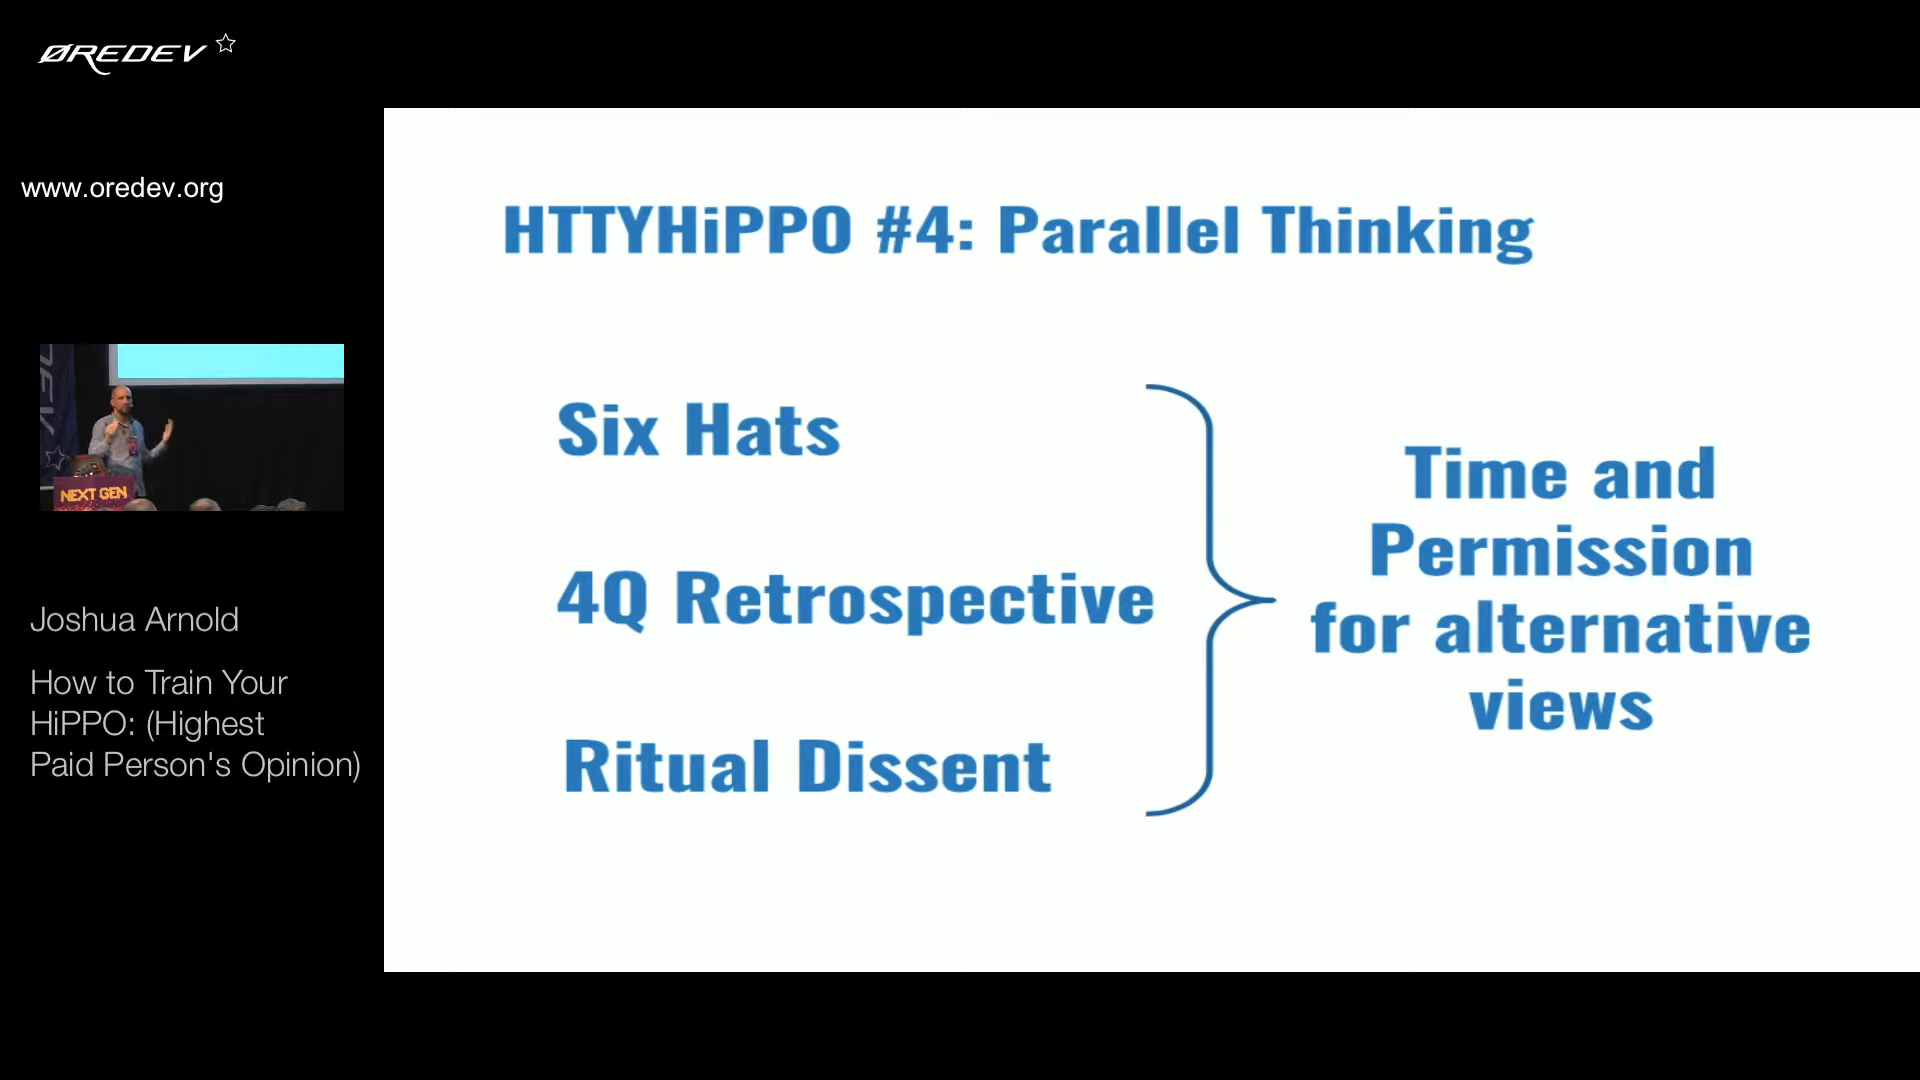 ØREDEV
www.oredev.org
NEXT GEN
Joshua Arnold
How to Train Your
HiPPO: (Highest
Paid Person's Opinion)
HTTYHiPPO #4: Parallel Thinking
Six Hats
4Q Retrospective
Ritual Dissent
Time and
Permission
for alternative
views